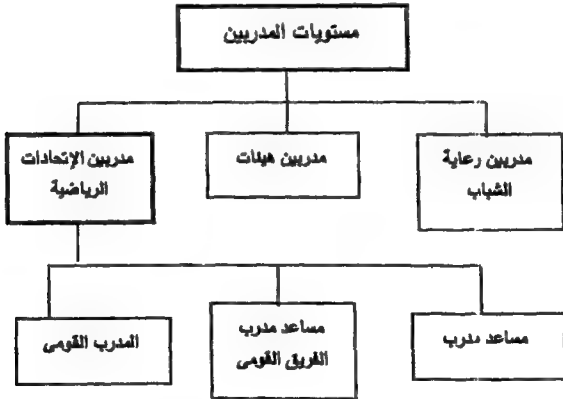 مستويات المدربين
مدربين رعاية
الشباب
مدربين هيئات
مدربين الإتحادات
الرياضية
مساعد مدرب
مساعد مدرب
الفريق القومى
المدرب القومى